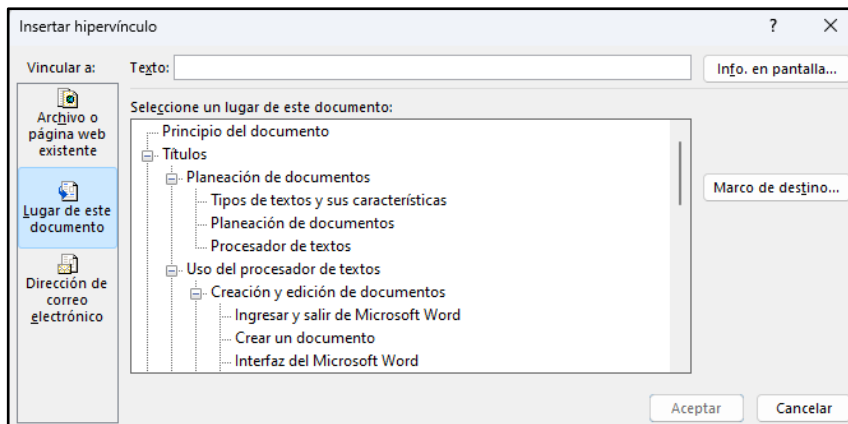 Insertar hipervínculo
?
Vincular a:
Texto:
Info. en pantalla...
Archivo o
página web
existente
Lugar de este
documento
Dirección de
correo
electrónico
Seleccione un lugar de este documento:
Principio del documento
Títulos
Planeación de documentos
Tipos de textos y sus características
Planeación de documentos
Procesador de textos
Uso del procesador de textos
Creación y edición de documentos
Ingresar y salir de Microsoft Word
Crear un documento
Interfaz del Microsoft Word
Marco de destino...
Aceptar
Cancelar